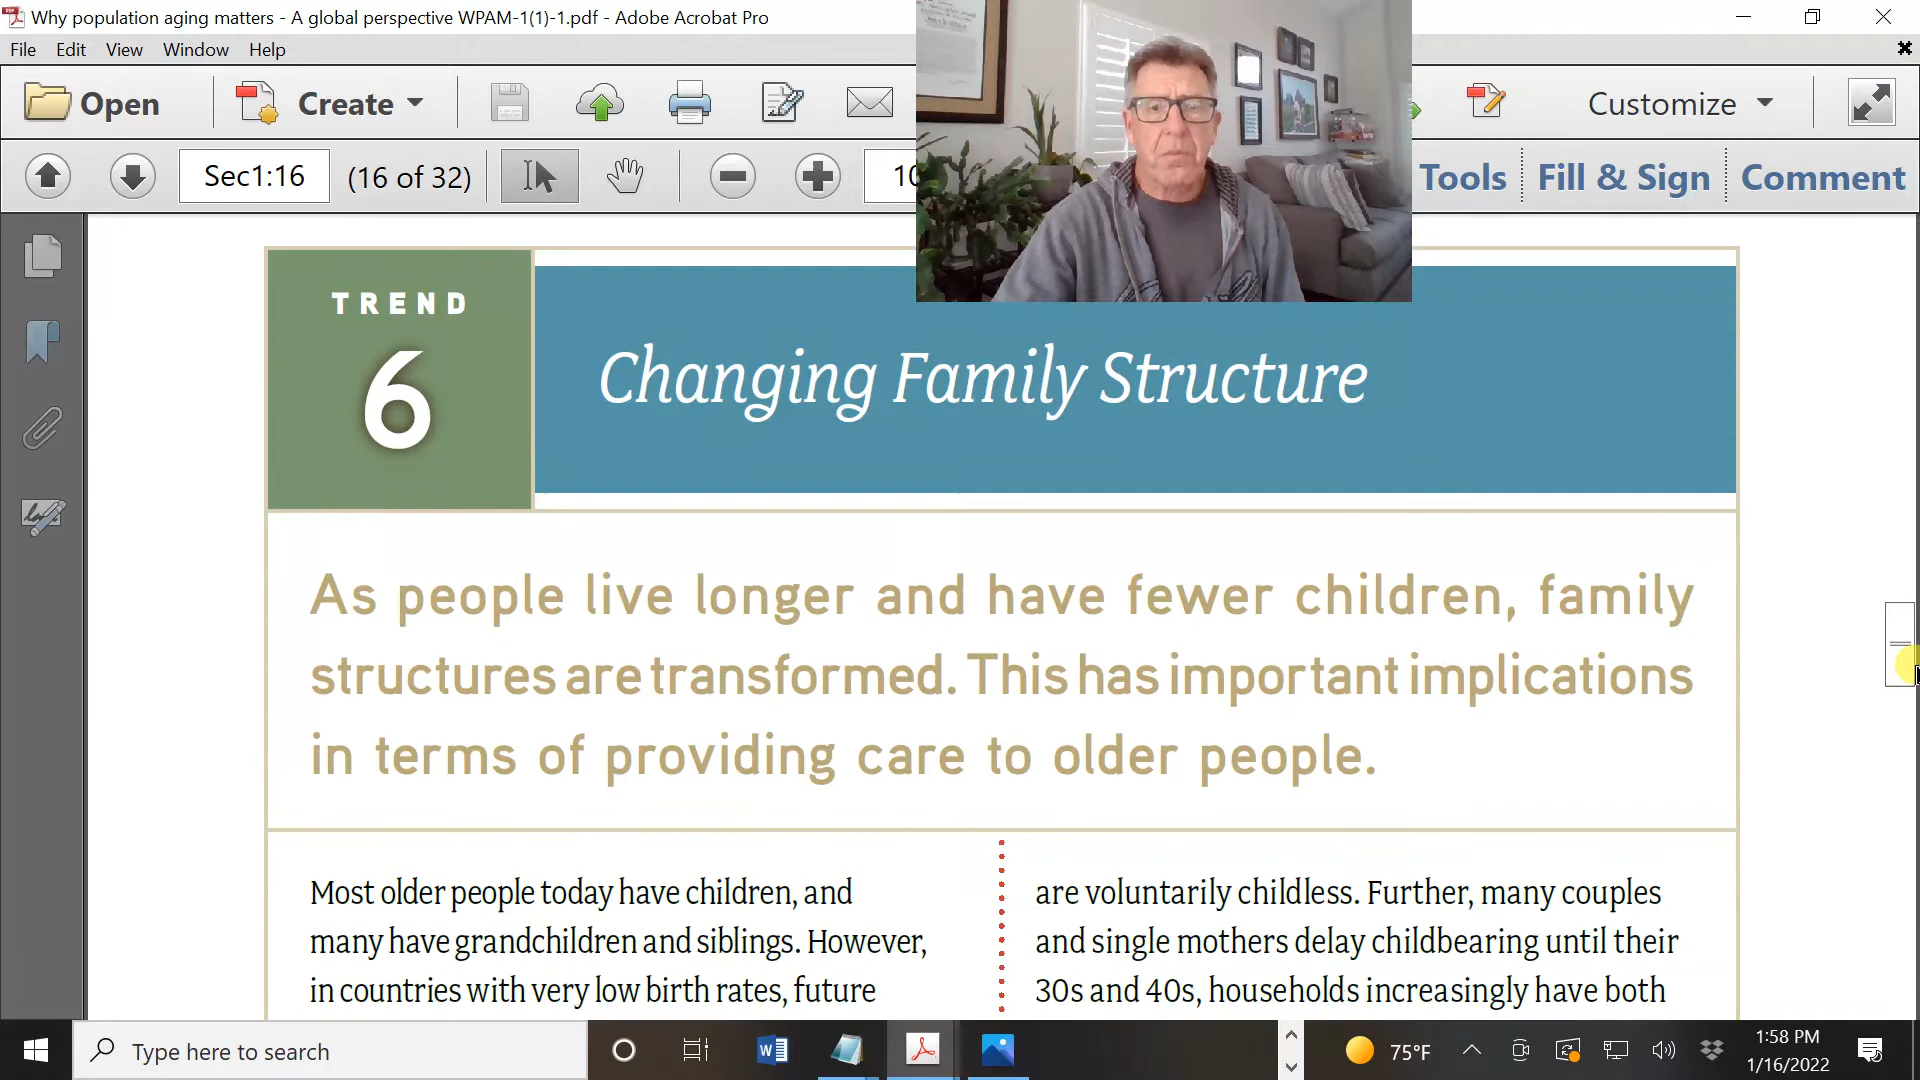 Why population aging matters - A global perspective WPAM-1(1)-1.pdf - Adobe Acrobat Pro
File Edit View Window Help
Open Create Customize
Sec1:16 (16 of 32) 10 Tools Fill & Sign Comment
TREND
6
Changing Family Structure
As people live longer and have fewer children, family
structures are transformed. This has important implications
in terms of providing care to older people.
Most older people today have children, and
many have grandchildren and siblings. However,
in countries with very low birth rates, future
are voluntarily childless. Further, many couples
and single mothers delay childbearing until their
30s and 40s, households increasingly have both
Type here to search
75°F
1:58 PM
1/16/2022